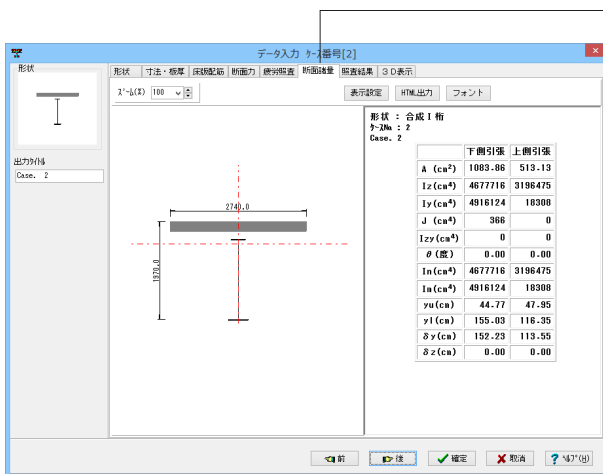 データ入力 ケース番号[2]
形状
形状 寸法・板厚 床版配筋 断面力 疲労照査 断面諸量 照査結果 3D表示
ズーム(%) 100
表示設定 HTML出力 フォント
出力タイトル
Case. 2
2740.0
1970.0
形状 : 合成I桁
ケースNo : 2
Case. 2
下側引張 上側引張
A (cm²) 1083.86 513.13
Iz(cm⁴) 4677716 3196475
Iy(cm⁴) 4916124 18308
J (cm⁴) 366 0
Izy(cm⁴) 0 0
θ(度) 0.00 0.00
In(cm⁴) 4677716 3196475
Im(cm⁴) 4916124 18308
yu(cm) 44.77 47.95
yl(cm) 155.03 116.35
δy(cm) 152.23 113.55
δz(cm) 0.00 0.00
前 後 確定 取消 ヘルプ(H)